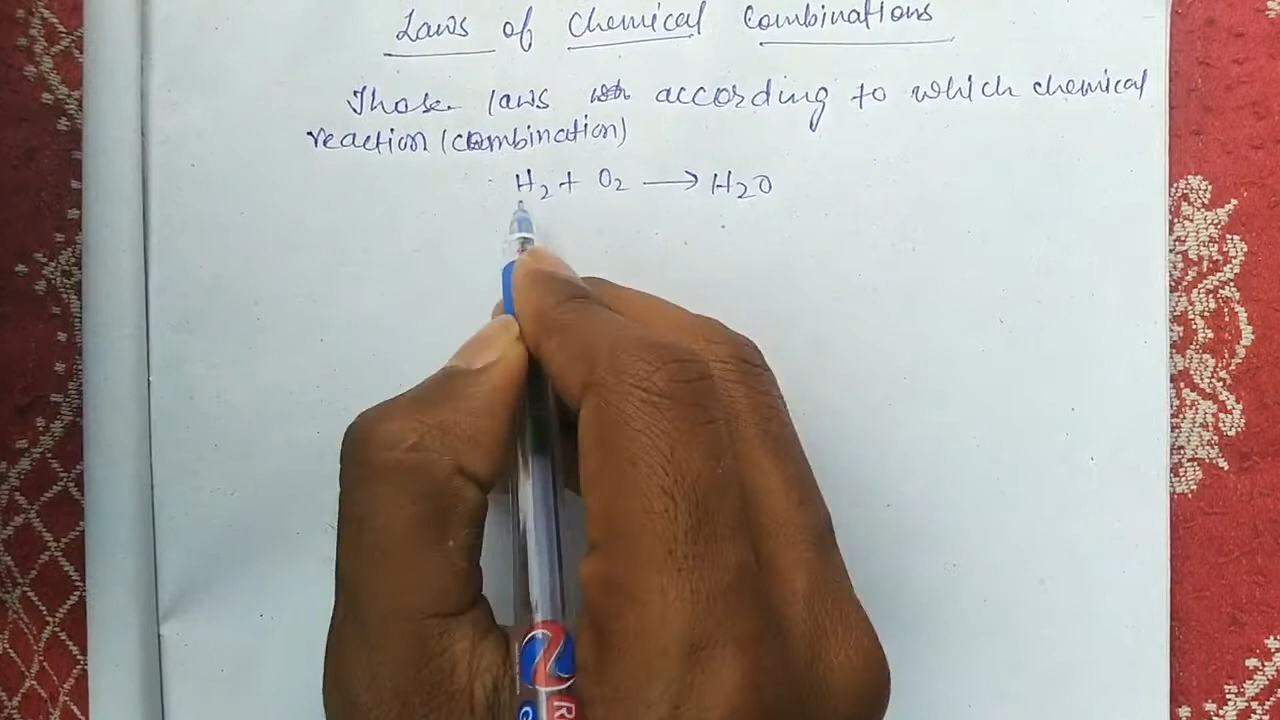 Laws of Chemical Combinations
Those laws according to which chemical
reaction (combination)
H₂ + O₂ ⟶ H₂O